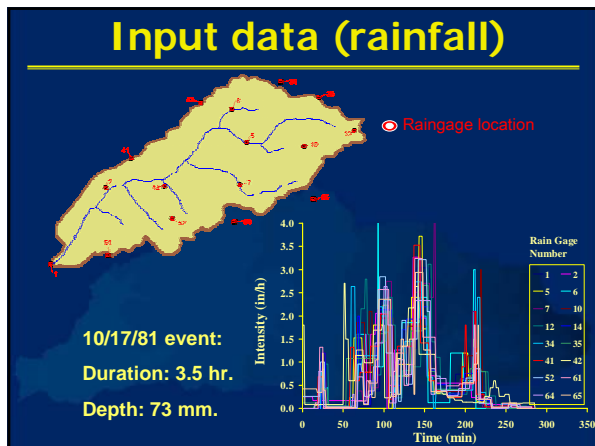 Input data (rainfall)
Raingage location
10/17/81 event:
Duration: 3.5 hr.
Depth: 73 mm.
Intensity (in/h)
4.0
3.5
3.0
2.5
2.0
1.5
1.0
0.5
0.0
0 50 100 150 200 250 300 350
Time (min)
Rain Gage
Number
1 2
5 6
7 10
12 14
34 35
41 42
52 61
64 65